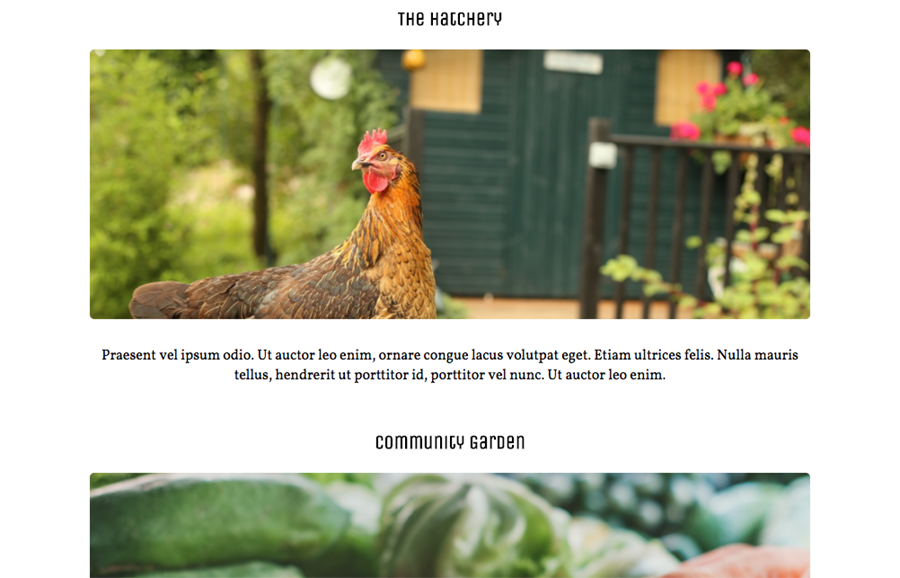 The Hatchery
Praesent vel ipsum odio. Ut auctor leo enim, ornare congue lacus volutpat eget. Etiam ultrices felis. Nulla mauris
tellus, hendrerit ut porttitor id, porttitor vel nunc. Ut auctor leo enim.
Community Garden